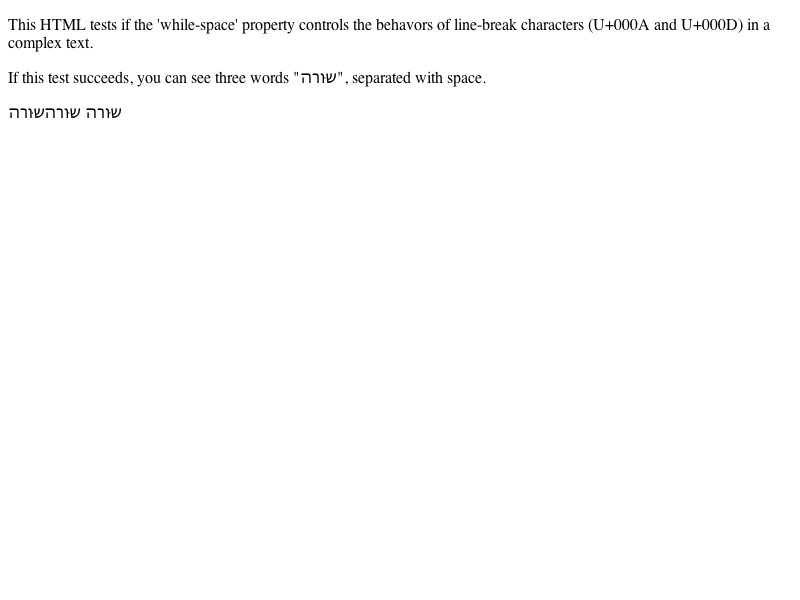 This HTML tests if the 'while-space' property controls the behavors of line-break characters (U+000A and U+000D) in a
complex text.
If this test succeeds, you can see three words "שורה", separated with space.
שורה שורהשורה